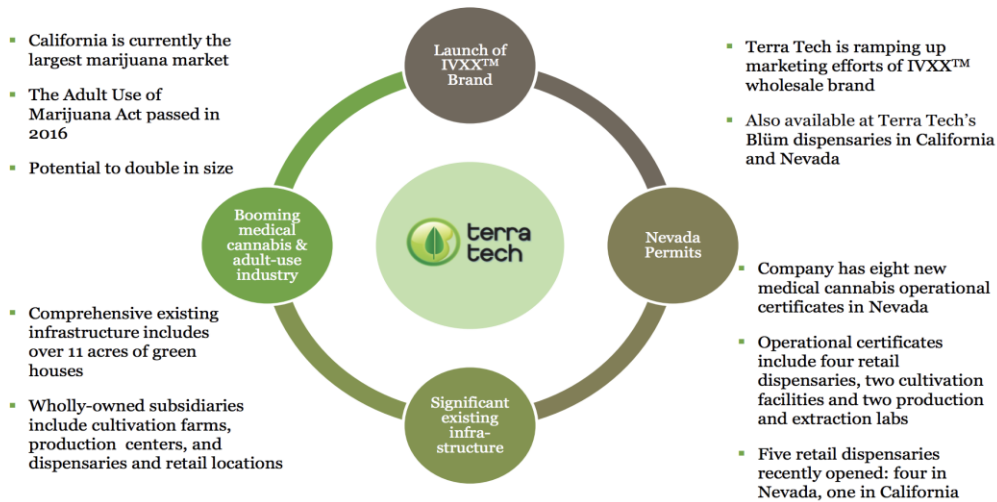 ▪ California is currently the
largest marijuana market
▪ The Adult Use of
Marijuana Act passed in
2016
▪ Potential to double in size
Launch of
IVXX™
Brand
▪ Terra Tech is ramping up
marketing efforts of IVXX™
wholesale brand
▪ Also available at Terra Tech's
Blüm dispensaries in California
and Nevada
Booming
medical
cannabis &
adult-use
industry
terra
tech
Nevada
Permits
▪ Comprehensive existing
infrastructure includes
over 11 acres of green
houses
▪ Wholly-owned subsidiaries
include cultivation farms,
production centers, and
dispensaries and retail locations
Significant
existing
infra-
structure
▪ Company has eight new
medical cannabis operational
certificates in Nevada
▪ Operational certificates
include four retail
dispensaries, two cultivation
facilities and two production
and extraction labs
▪ Five retail dispensaries
recently opened: four in
Nevada, one in California